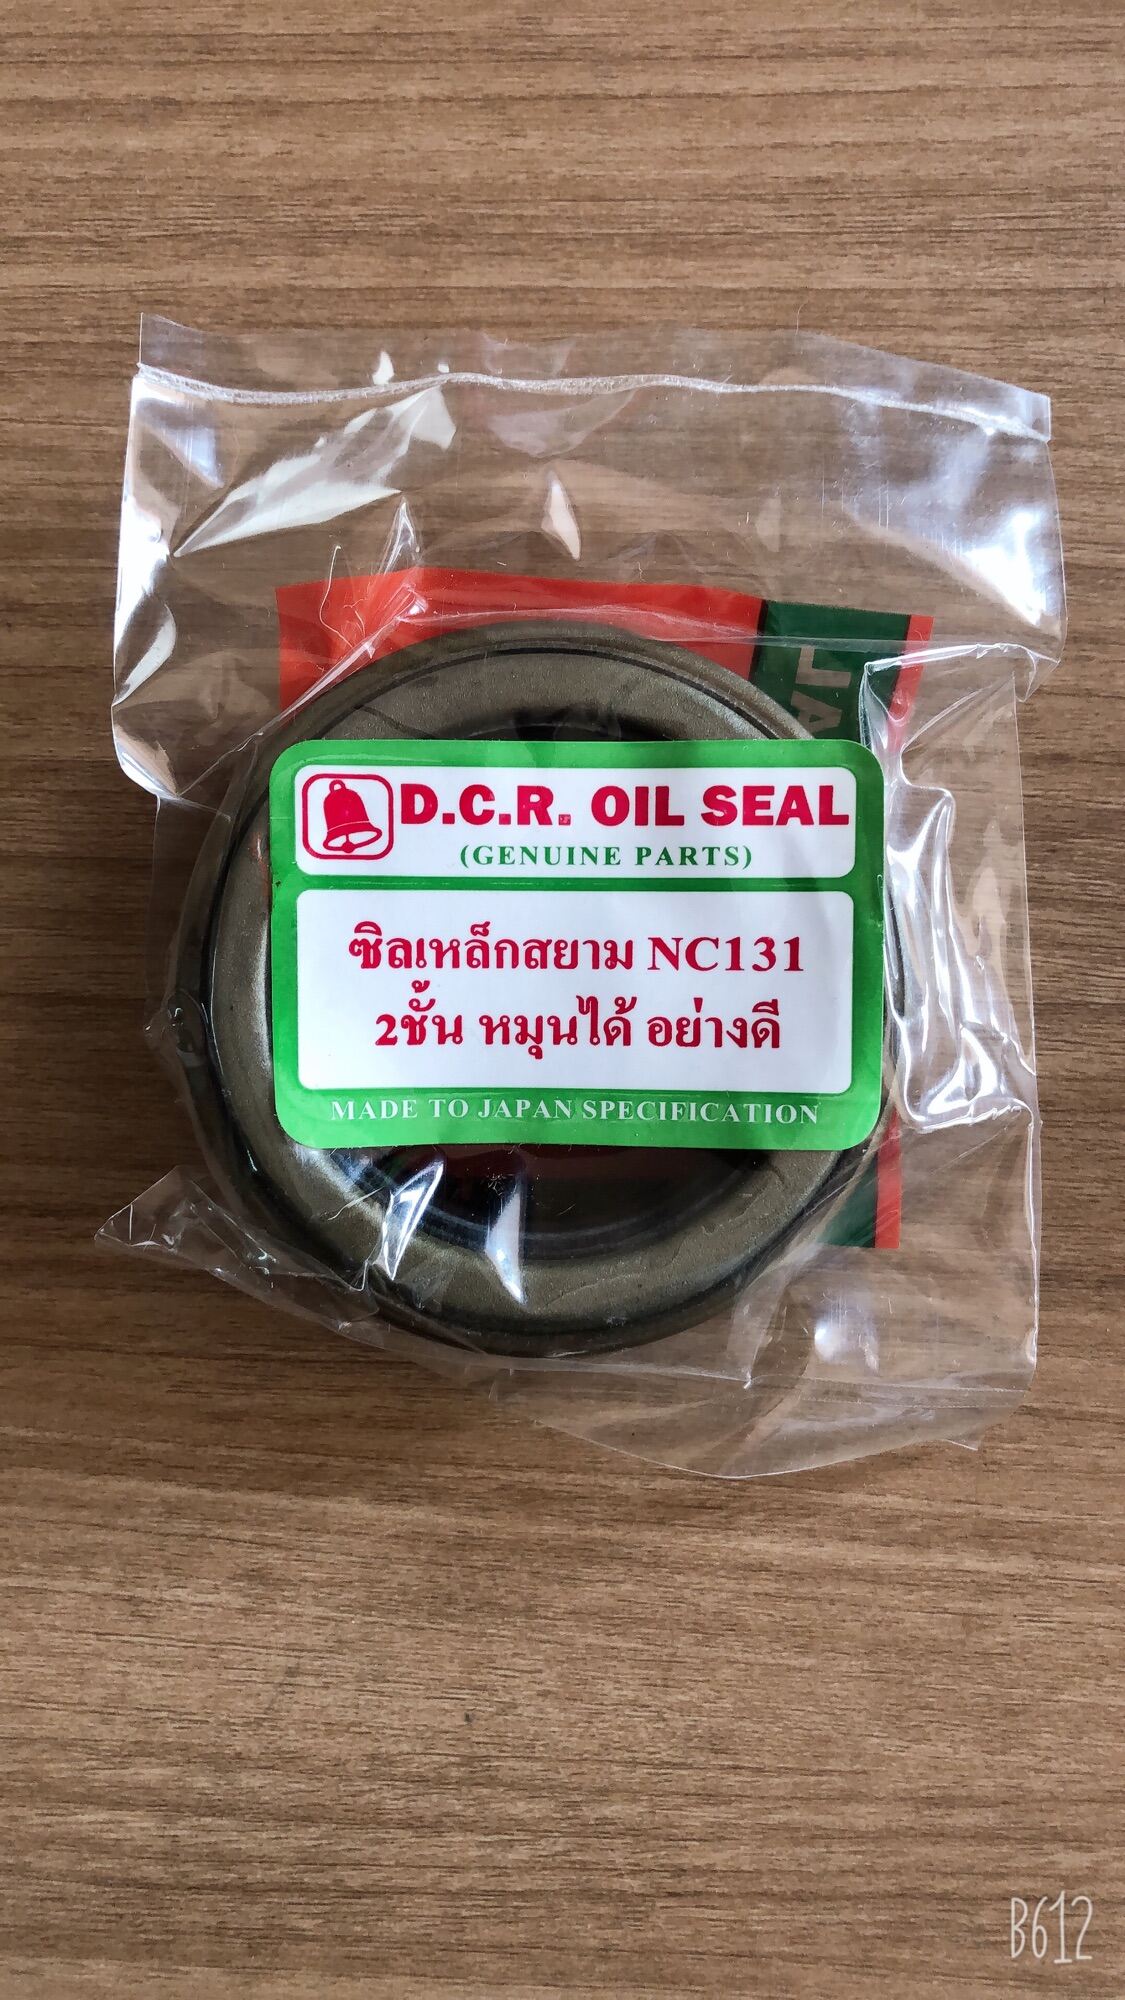 JA
D.C.R. OIL SEAL
(GENUINE PARTS)
ซิลเหล็กสยาม NC131
2ชั้น หมุนได้ อย่างดี
MADE TO JAPAN SPECIFICATION
B612